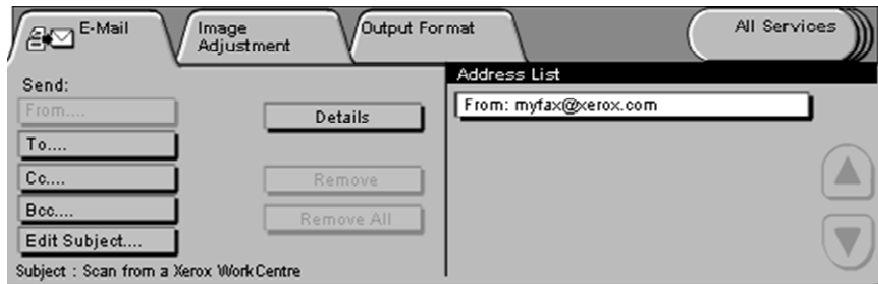 E-Mail
Image
Adjustment
Output Format
All Services
Send:
From....
To....
Cc....
Bcc....
Edit Subject....
Subject : Scan from a Xerox WorkCentre
Details
Remove
Remove All
Address List
From: myfax@xerox.com